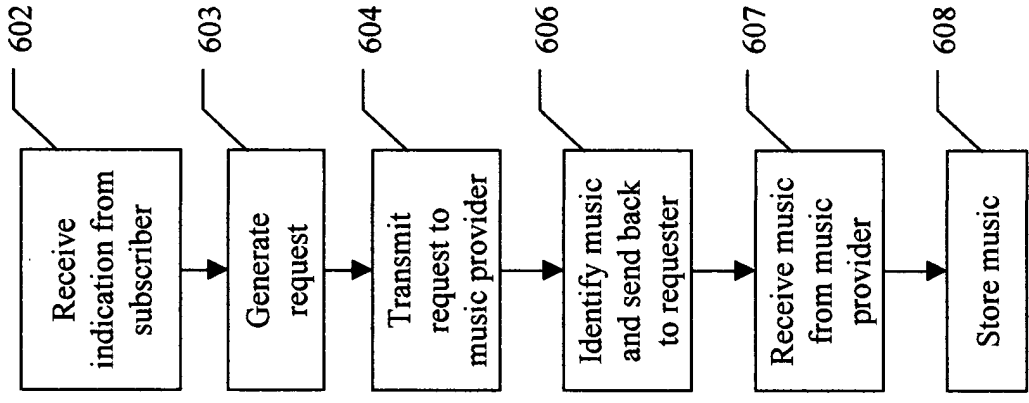 Receive
indication from
subscriber
602
Generate
request
603
Transmit
request to
music provider
604
Identify music
and send back
to requester
606
Receive music
from music
provider
607
Store music
608